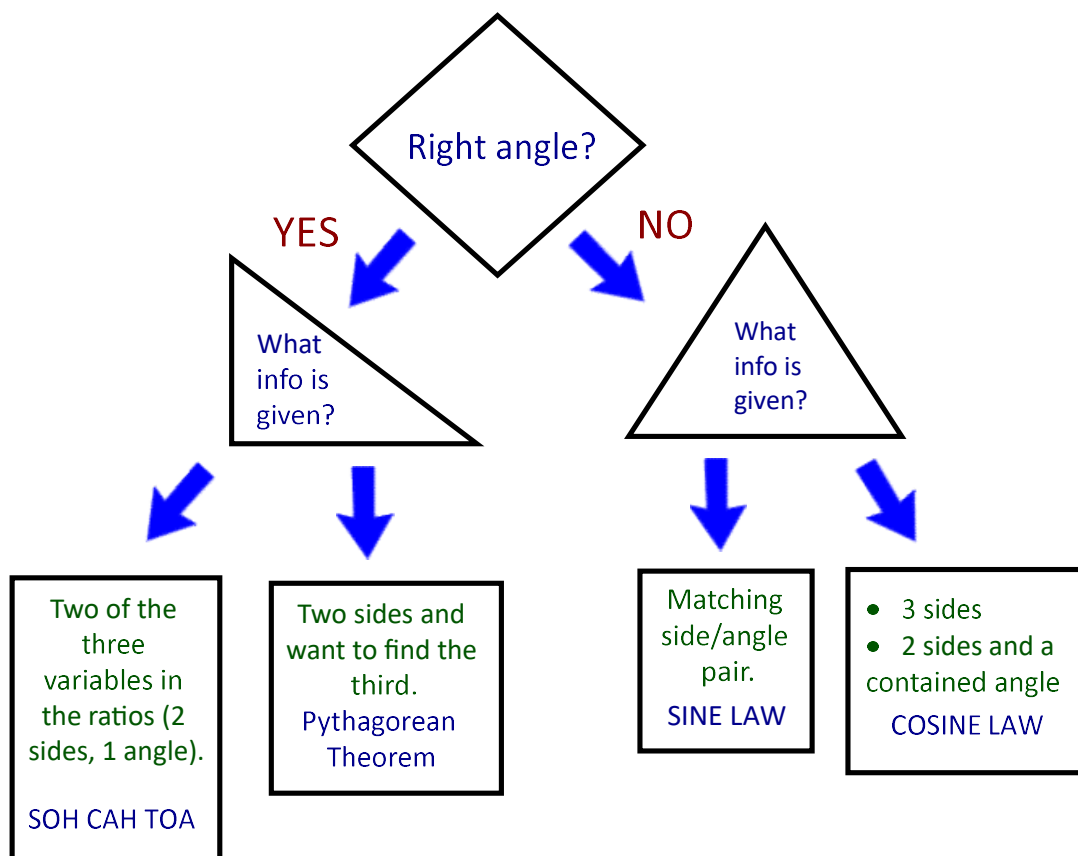 Right angle?
YES
NO
What
info is
given?
What
info is
given?
Two of the
three
variables in
the ratios (2
sides, 1 angle).
SOH CAH TOA
Two sides and
want to find the
third.
Pythagorean
Theorem
Matching
side/angle
pair.
SINE LAW
• 3 sides
• 2 sides and a
contained angle
COSINE LAW